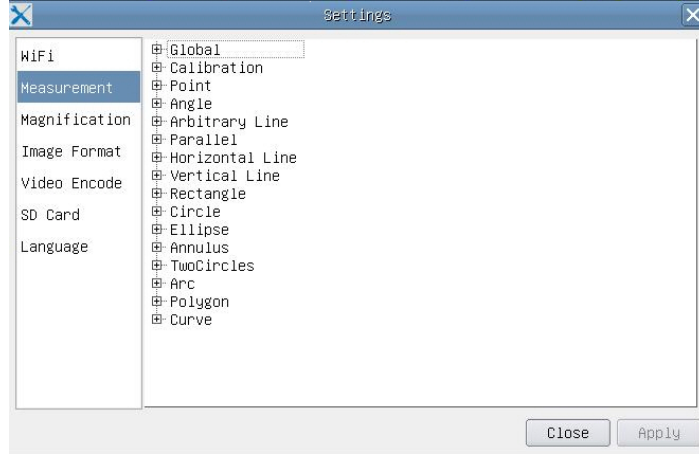 Settings
WiFi
Measurement
Magnification
Image Format
Video Encode
SD Card
Language
Global
Calibration
Point
Angle
Arbitrary Line
Parallel
Horizontal Line
Vertical Line
Rectangle
Circle
Ellipse
Annulus
TwoCircles
Arc
Polygon
Curve
Close
Apply